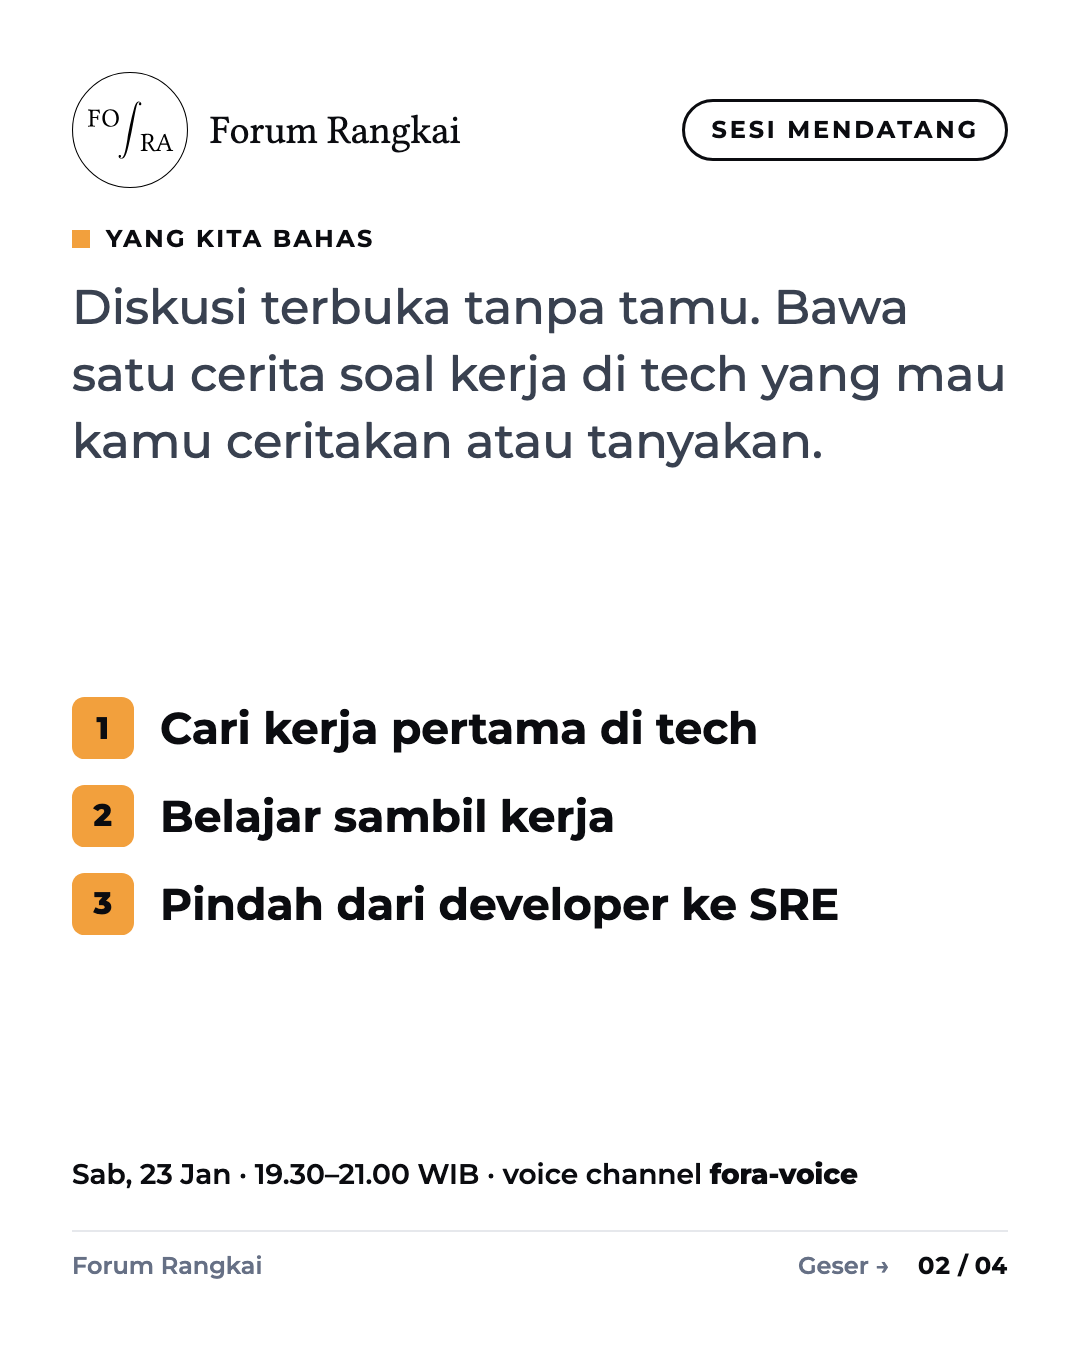 FO
RA
Forum Rangkai
SESI MENDATANG
YANG KITA BAHAS
Diskusi terbuka tanpa tamu. Bawa
satu cerita soal kerja di tech yang mau
kamu ceritakan atau tanyakan.
1 Cari kerja pertama di tech
2 Belajar sambil kerja
3 Pindah dari developer ke SRE
Sab, 23 Jan · 19.30–21.00 WIB · voice channel fora-voice
Forum Rangkai
Geser → 02 / 04